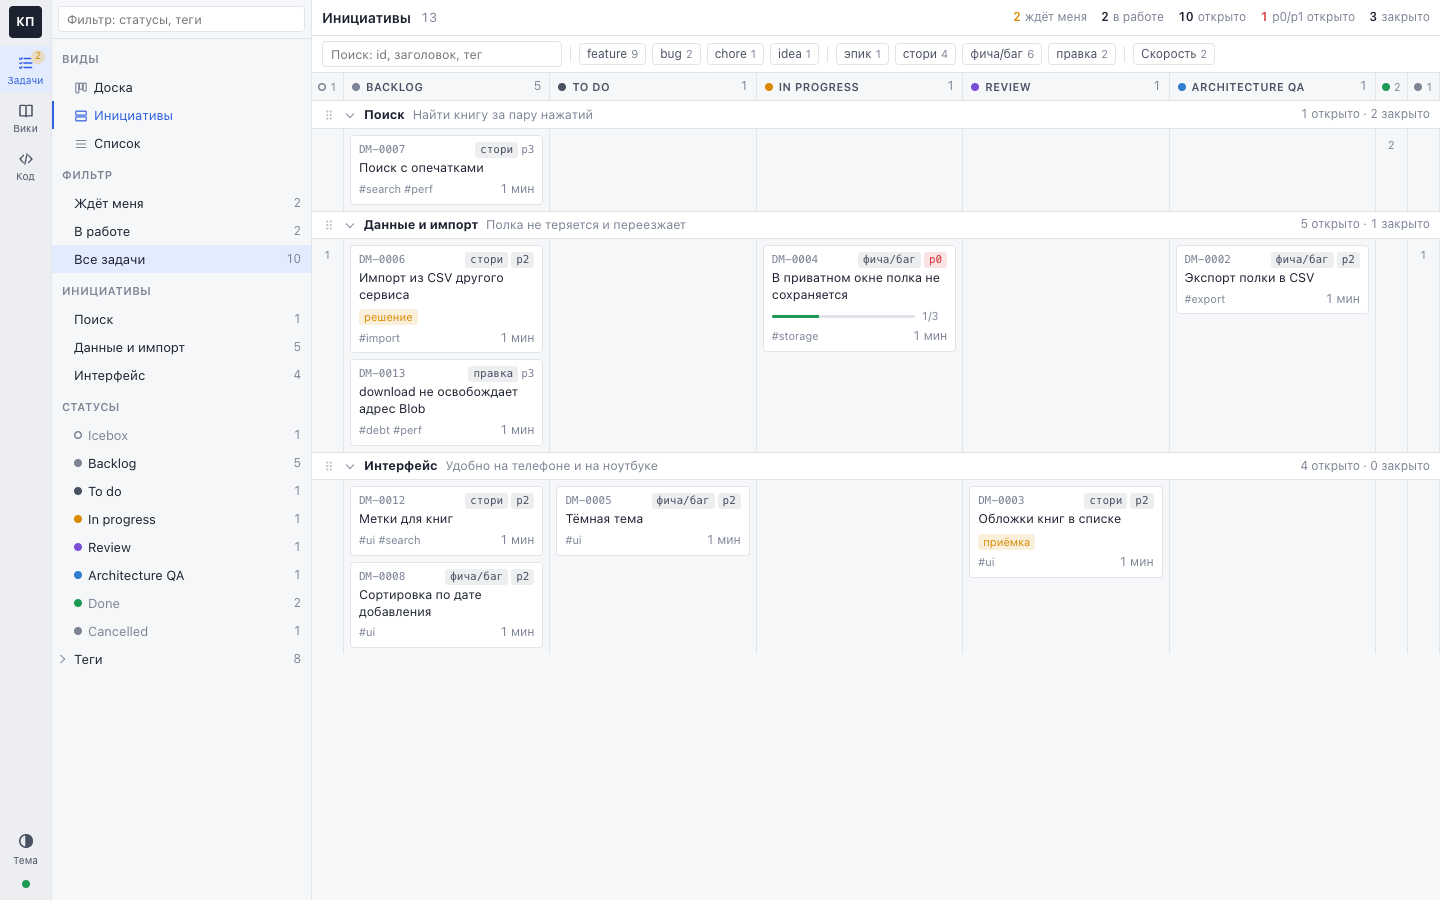 КП
2
Задачи
Вики
Код
Тема
Фильтр: статусы, теги
ВИДЫ
Доска
Инициативы
Список
ФИЛЬТР
Ждёт меня 2
В работе 2
Все задачи 10
ИНИЦИАТИВЫ
Поиск 1
Данные и импорт 5
Интерфейс 4
СТАТУСЫ
Icebox 1
Backlog 5
To do 1
In progress 1
Review 1
Architecture QA 1
Done 2
Cancelled 1
Теги 8
Инициативы 13
2 ждёт меня 2 в работе 10 открыто 1 p0/p1 открыто 3 закрыто
Поиск: id, заголовок, тег
feature 9 bug 2 chore 1 idea 1 эпик 1 стори 4 фича/баг 6 правка 2 Скорость 2
1 BACKLOG 5 TO DO 1 IN PROGRESS 1 REVIEW 1 ARCHITECTURE QA 1 2 1
Поиск Найти книгу за пару нажатий 1 открыто · 2 закрыто
DM-0007 стори p3
Поиск с опечатками
#search #perf 1 мин
2
Данные и импорт Полка не теряется и переезжает 5 открыто · 1 закрыто
1
DM-0006 стори p2
Импорт из CSV другого
сервиса
решение
#import 1 мин
DM-0013 правка p3
download не освобождает
адрес Blob
#debt #perf 1 мин
DM-0004 фича/баг p0
В приватном окне полка не
сохраняется
1/3
#storage 1 мин
DM-0002 фича/баг p2
Экспорт полки в CSV
#export 1 мин
1
Интерфейс Удобно на телефоне и на ноутбуке 4 открыто · 0 закрыто
DM-0012 стори p2
Метки для книг
#ui #search 1 мин
DM-0008 фича/баг p2
Сортировка по дате
добавления
#ui 1 мин
DM-0005 фича/баг p2
Тёмная тема
#ui 1 мин
DM-0003 стори p2
Обложки книг в списке
приёмка
#ui 1 мин